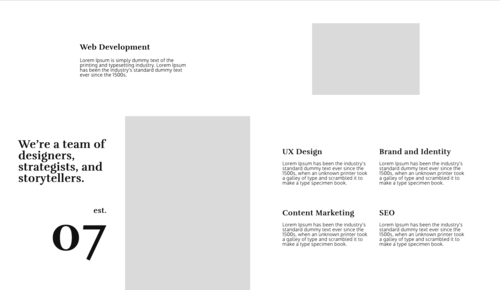 Web Development
Lorem Ipsum is simply dummy text of the
printing and typesetting industry. Lorem Ipsum
has been the industry's standard dummy text
ever since the 1500s.
We're a team of
designers,
strategists, and
storytellers.
est.
07
UX Design
Lorem Ipsum has been the industry's
standard dummy text ever since the
1500s, when an unknown printer took
a galley of type and scrambled it to
make a type specimen book.
Brand and Identity
Lorem Ipsum has been the industry's
standard dummy text ever since the
1500s, when an unknown printer took
a galley of type and scrambled it to
make a type specimen book.
Content Marketing
Lorem Ipsum has been the industry's
standard dummy text ever since the
1500s, when an unknown printer took
a galley of type and scrambled it to
make a type specimen book.
SEO
Lorem Ipsum has been the industry's
standard dummy text ever since the
1500s, when an unknown printer took
a galley of type and scrambled it to
make a type specimen book.